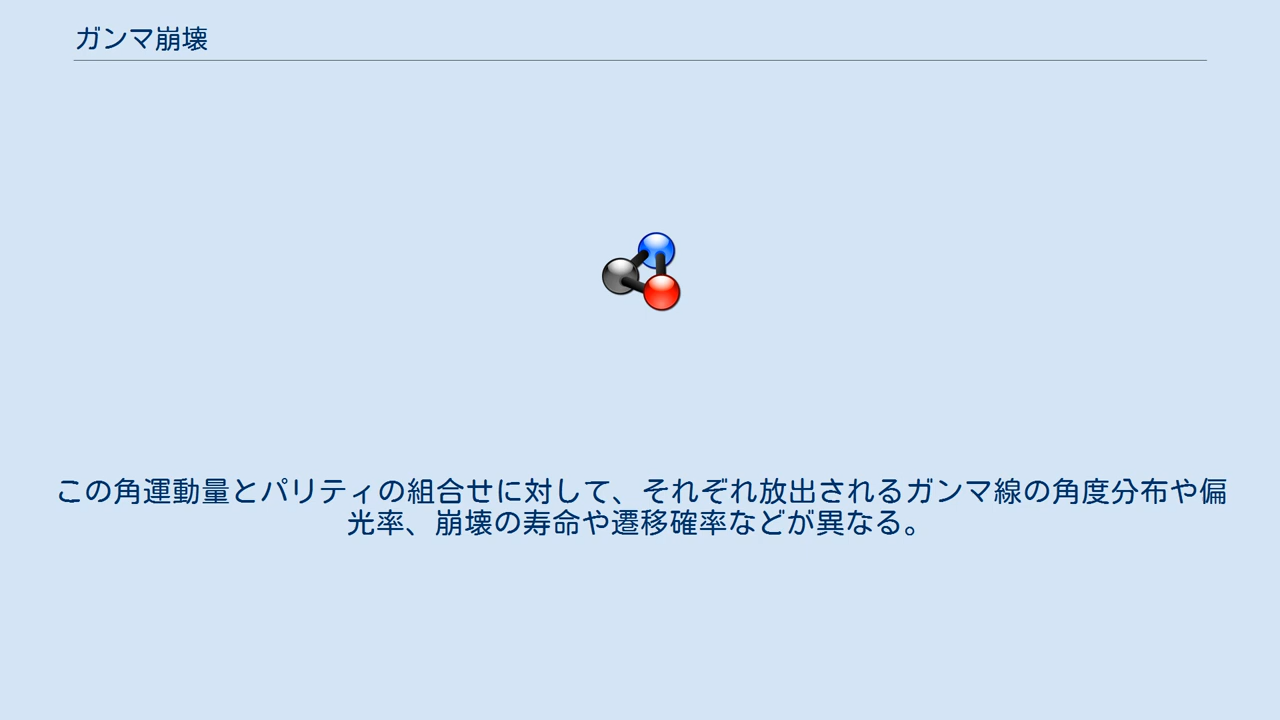 ガンマ崩壊
この角運動量とパリティの組合せに対して、それぞれ放出されるガンマ線の角度分布や偏
光率、崩壊の寿命や遷移確率などが異なる。